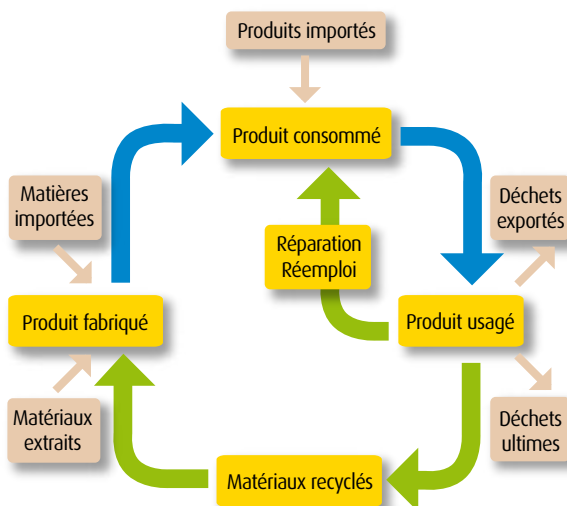 Produits importés
Produit consommé
Matières
importées
Déchets
exportés
Réparation
Réemploi
Produit fabriqué
Produit usagé
Matériaux
extraits
Déchets
ultimes
Matériaux recyclés